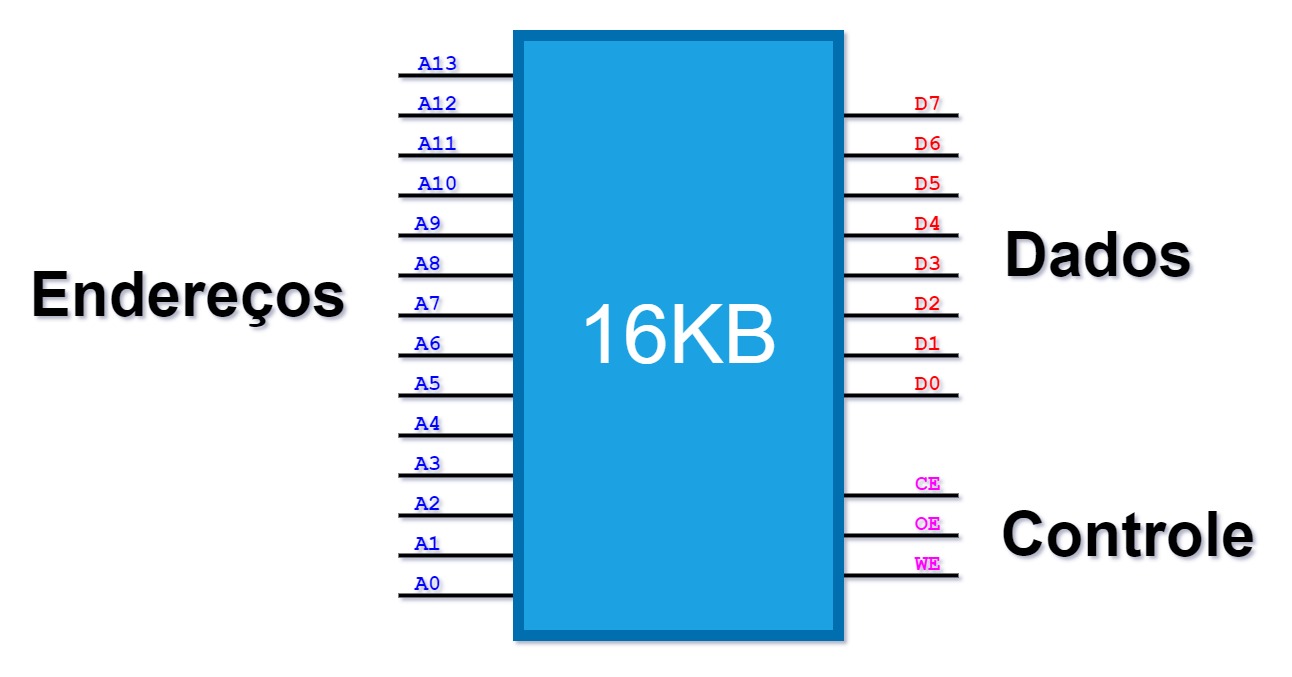 A13
A12
A11
A10
A9
A8
A7
A6
A5
A4
A3
A2
A1
A0
Endereços
16KB
D7
D6
D5
D4
D3
D2
D1
D0
Dados
CE
OE
WE
Controle